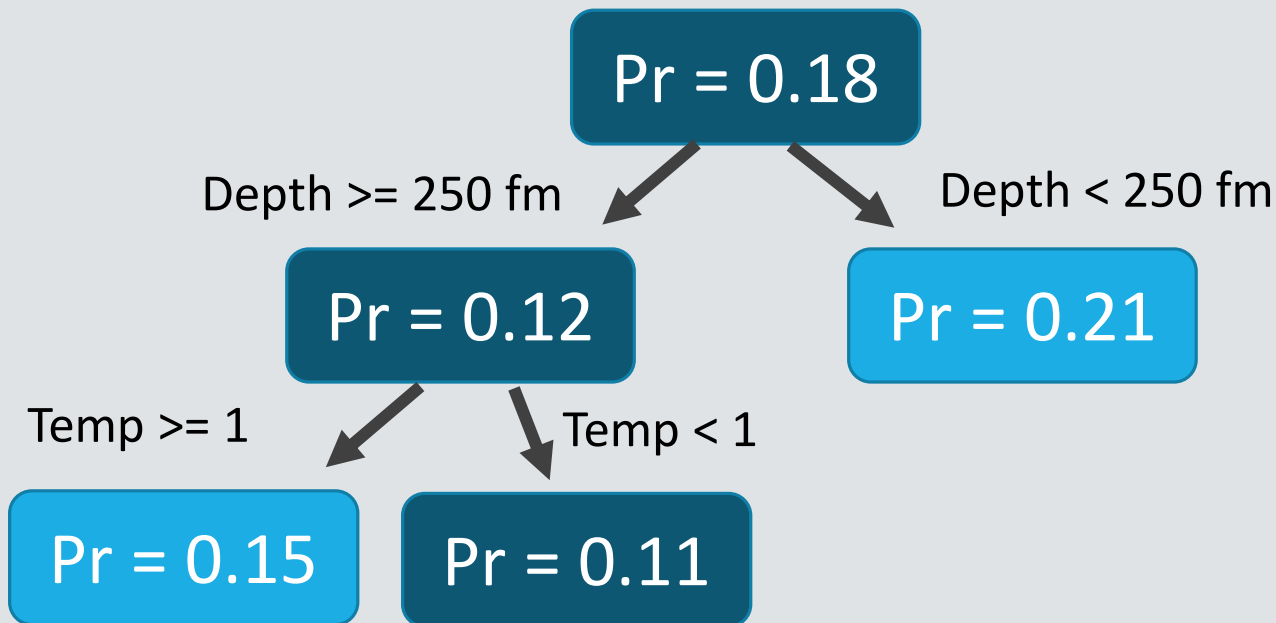 Pr = 0.18
Depth >= 250 fm
Depth < 250 fm
Pr = 0.12
Pr = 0.21
Temp >= 1
Temp < 1
Pr = 0.15
Pr = 0.11